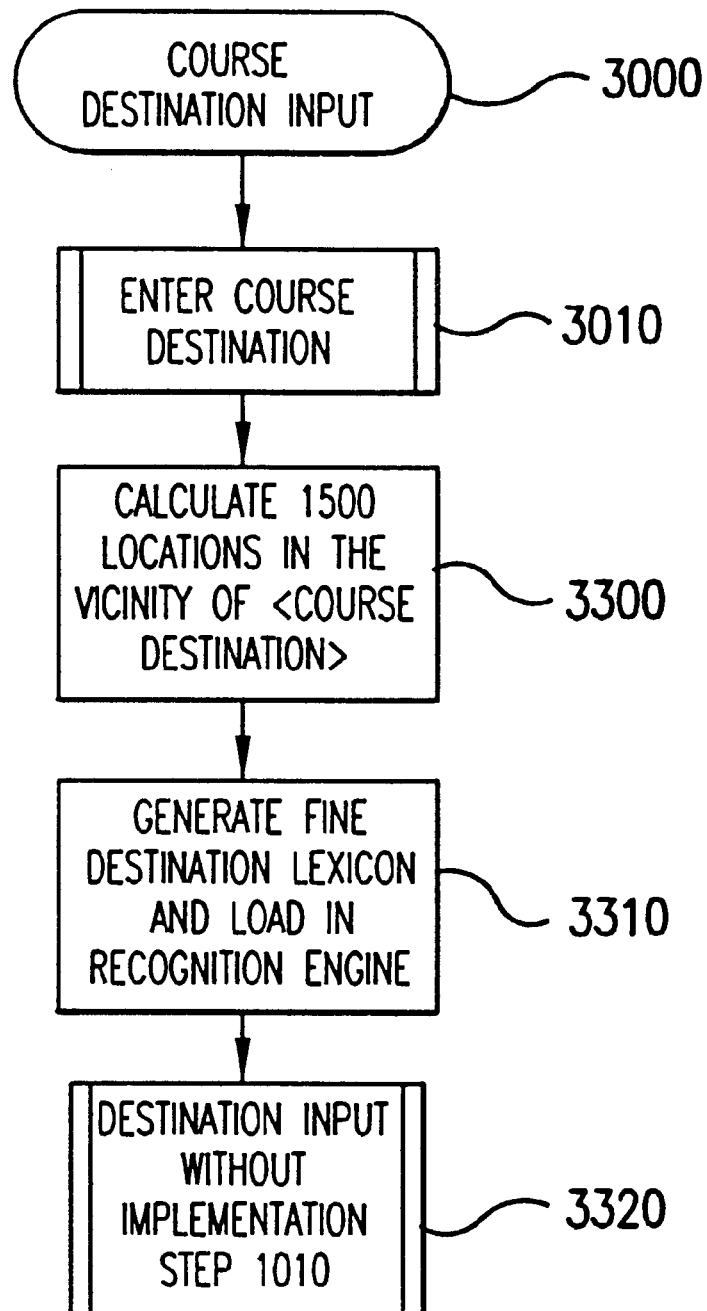 COURSE
DESTINATION INPUT
3000
ENTER COURSE
DESTINATION
3010
CALCULATE 1500
LOCATIONS IN THE
VICINITY OF <COURSE
DESTINATION>
3300
GENERATE FINE
DESTINATION LEXICON
AND LOAD IN
RECOGNITION ENGINE
3310
DESTINATION INPUT
WITHOUT
IMPLEMENTATION
STEP 1010
3320